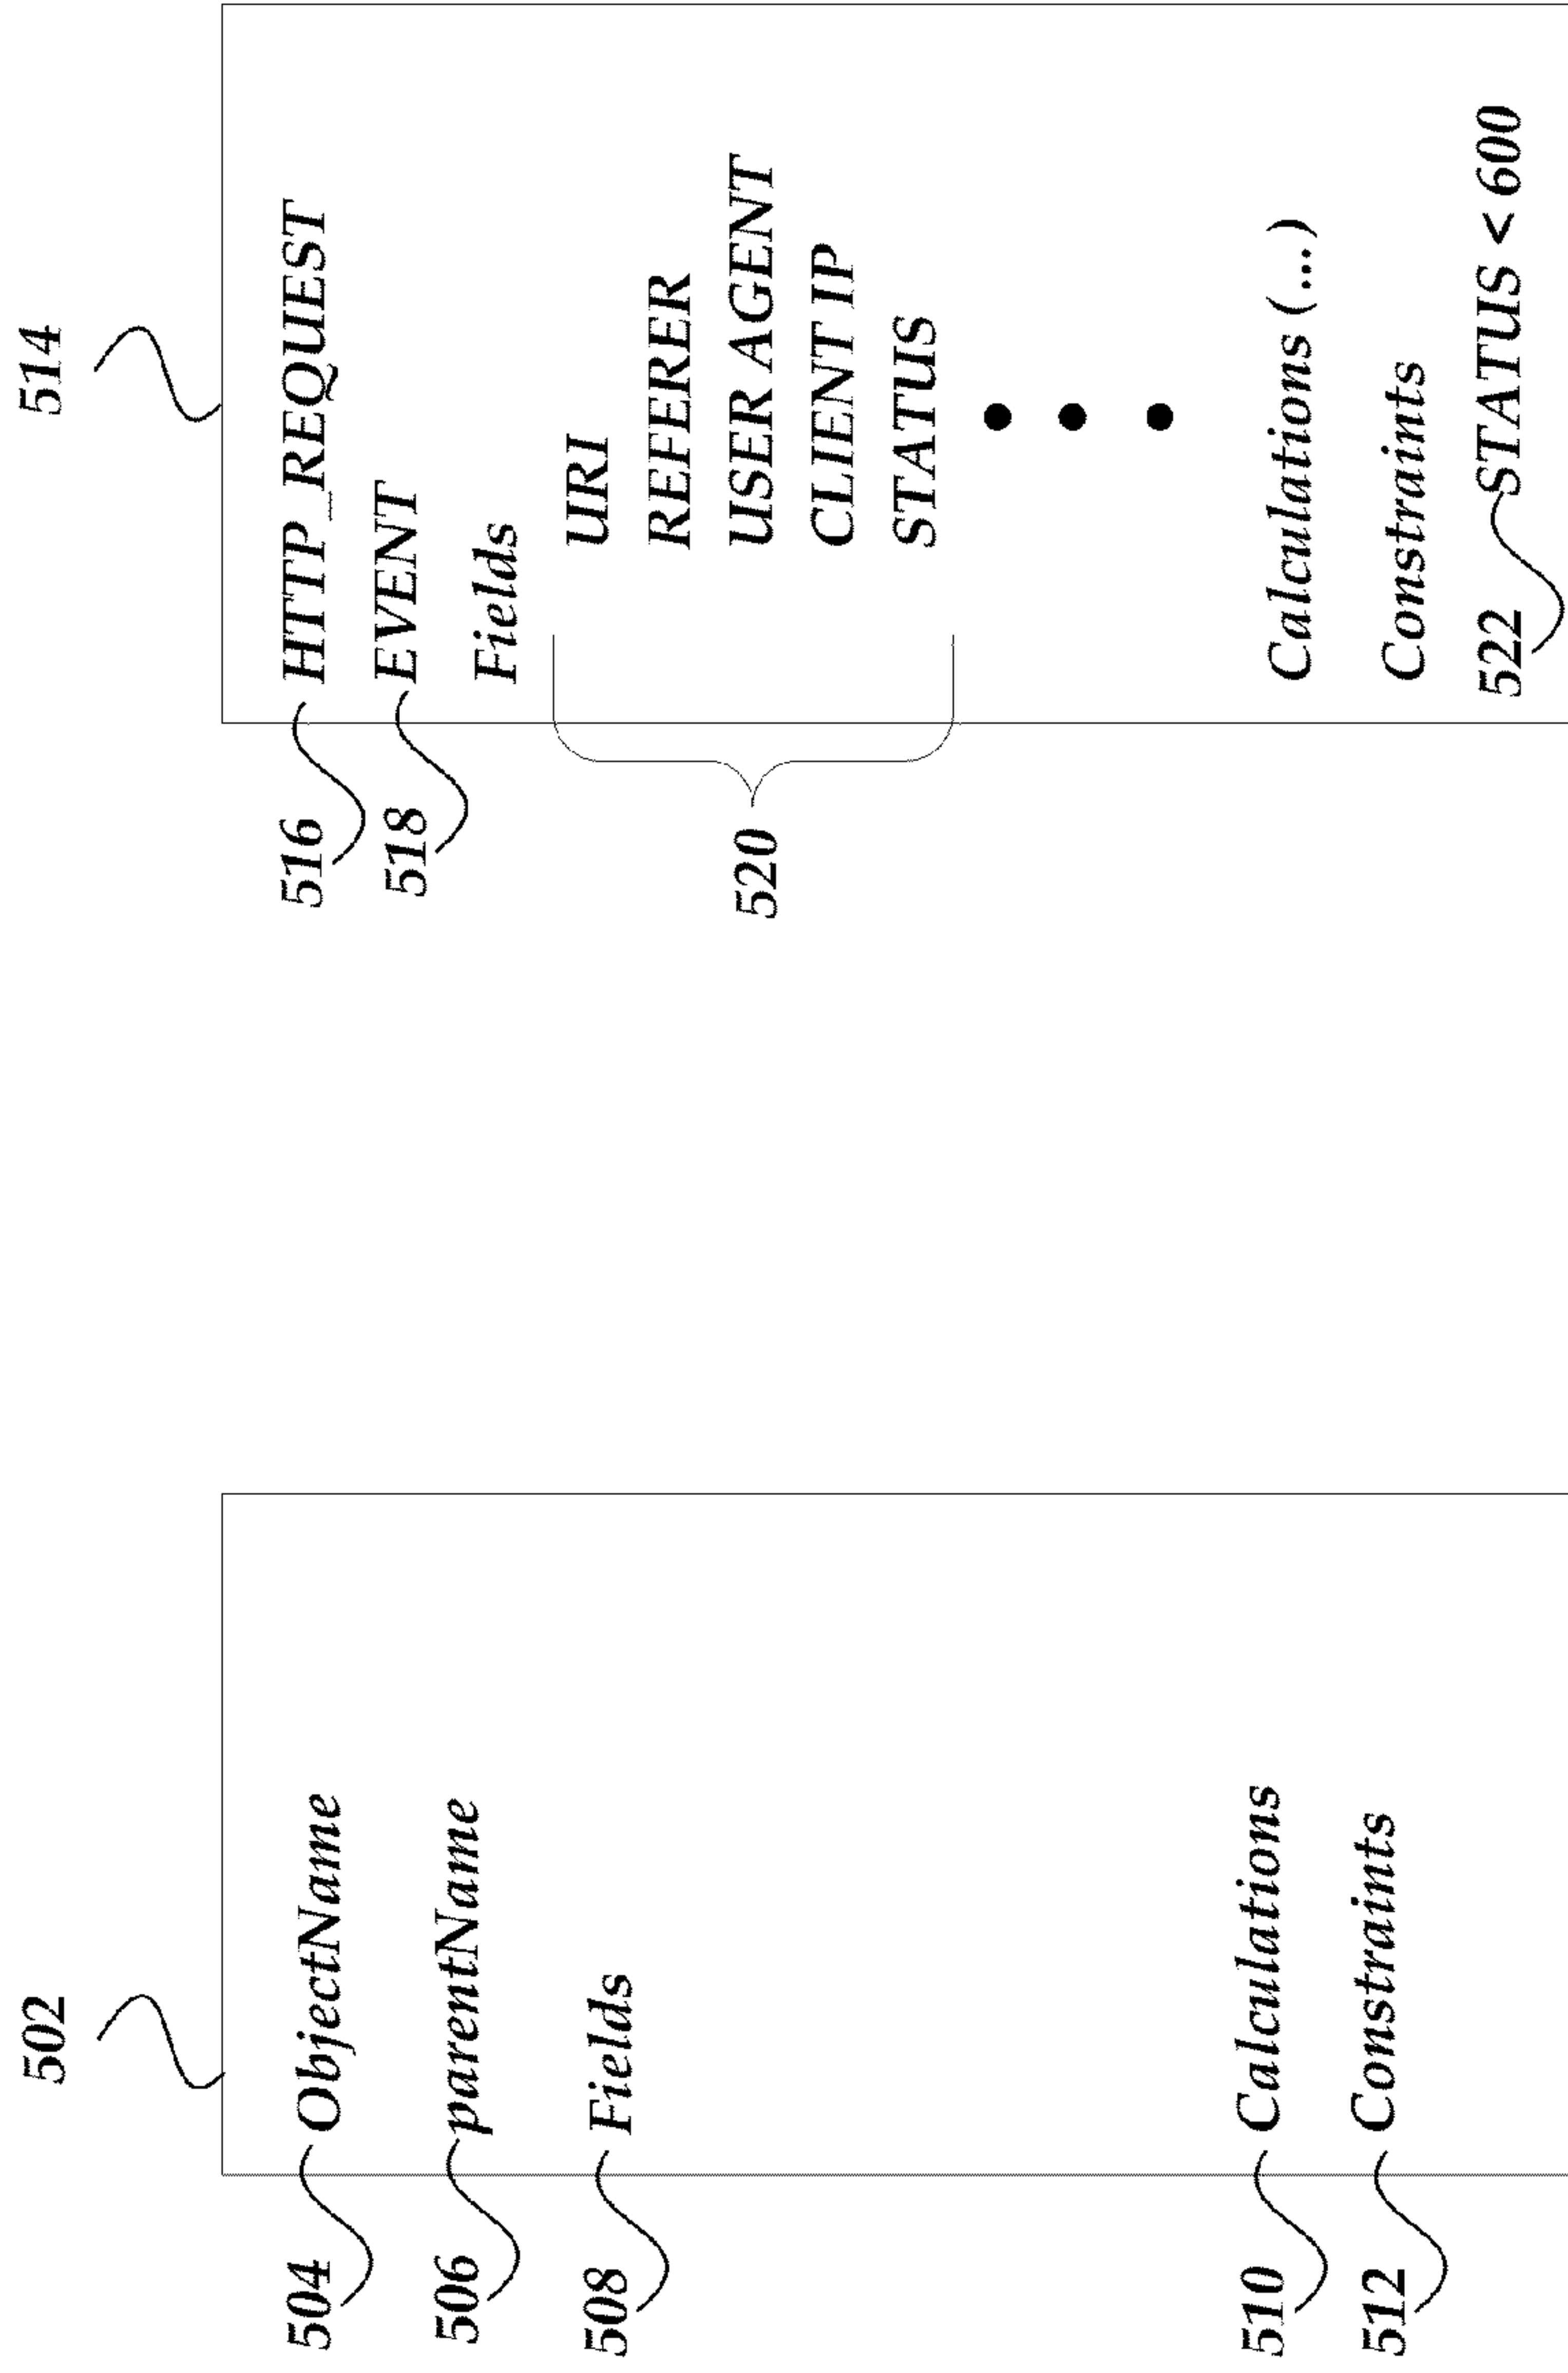 502
504 ObjectName
506 parentName
508 Fields
510 Calculations
512 Constraints
514
516 HTTP_REQUEST
518 EVENT
Fields
520
URI
REFERER
USER AGENT
CLIENT IP
STATUS
Calculations (...)
Constraints
522 STATUS < 600